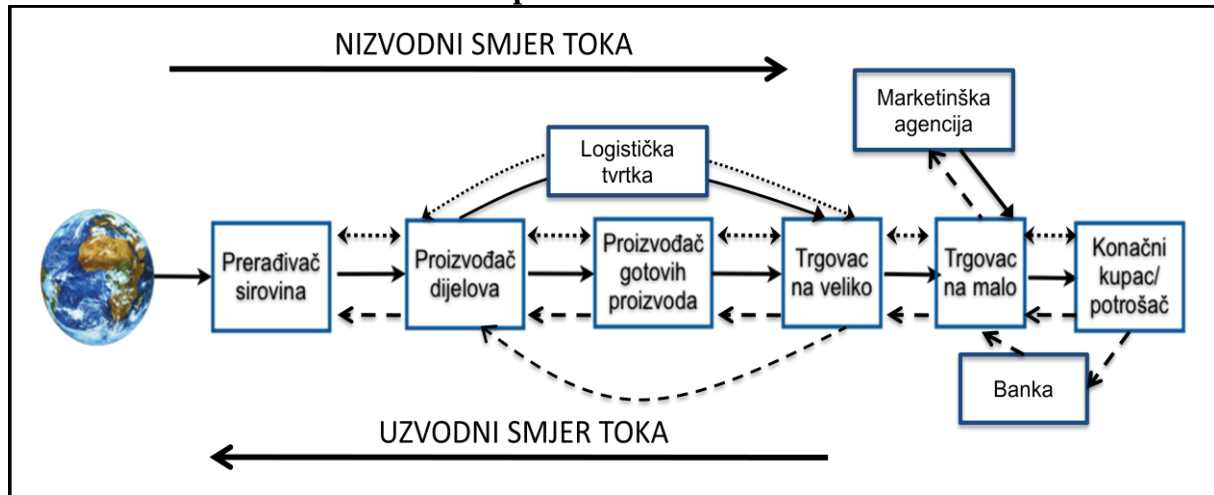 NIZVODNI SMJER TOKA
Marketinška
agencija
Logistička
tvrtka
Prerađivač
sirovina
Proizvođač
dijelova
Proizvođač
gotovih
proizvoda
Trgovac
na veliko
Trgovac
na malo
Konačni
kupac/
potrošač
Banka
UZVODNI SMJER TOKA